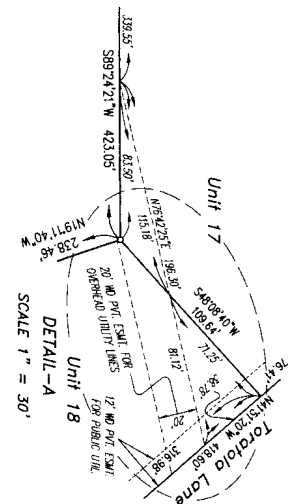 339.55'
S89°24'21"W 423.05'
83.50'
N76°42'25"E
196.30'
115.18'
81.12'
Unit 17
S48°08'40"W
109.64'
71.25
38.78'
76.41'
N41°51'20"W
418.60'
Taratola Lane
316.98'
N19°11'40"W
238.46'
20' WD PVT. ESMT. FOR
OVERHEAD UTILITY LINES
20'
12' WD PVT. ESMT.
FOR PUBLIC UTIL.
Unit 18
DETAIL-A
SCALE 1" = 30'